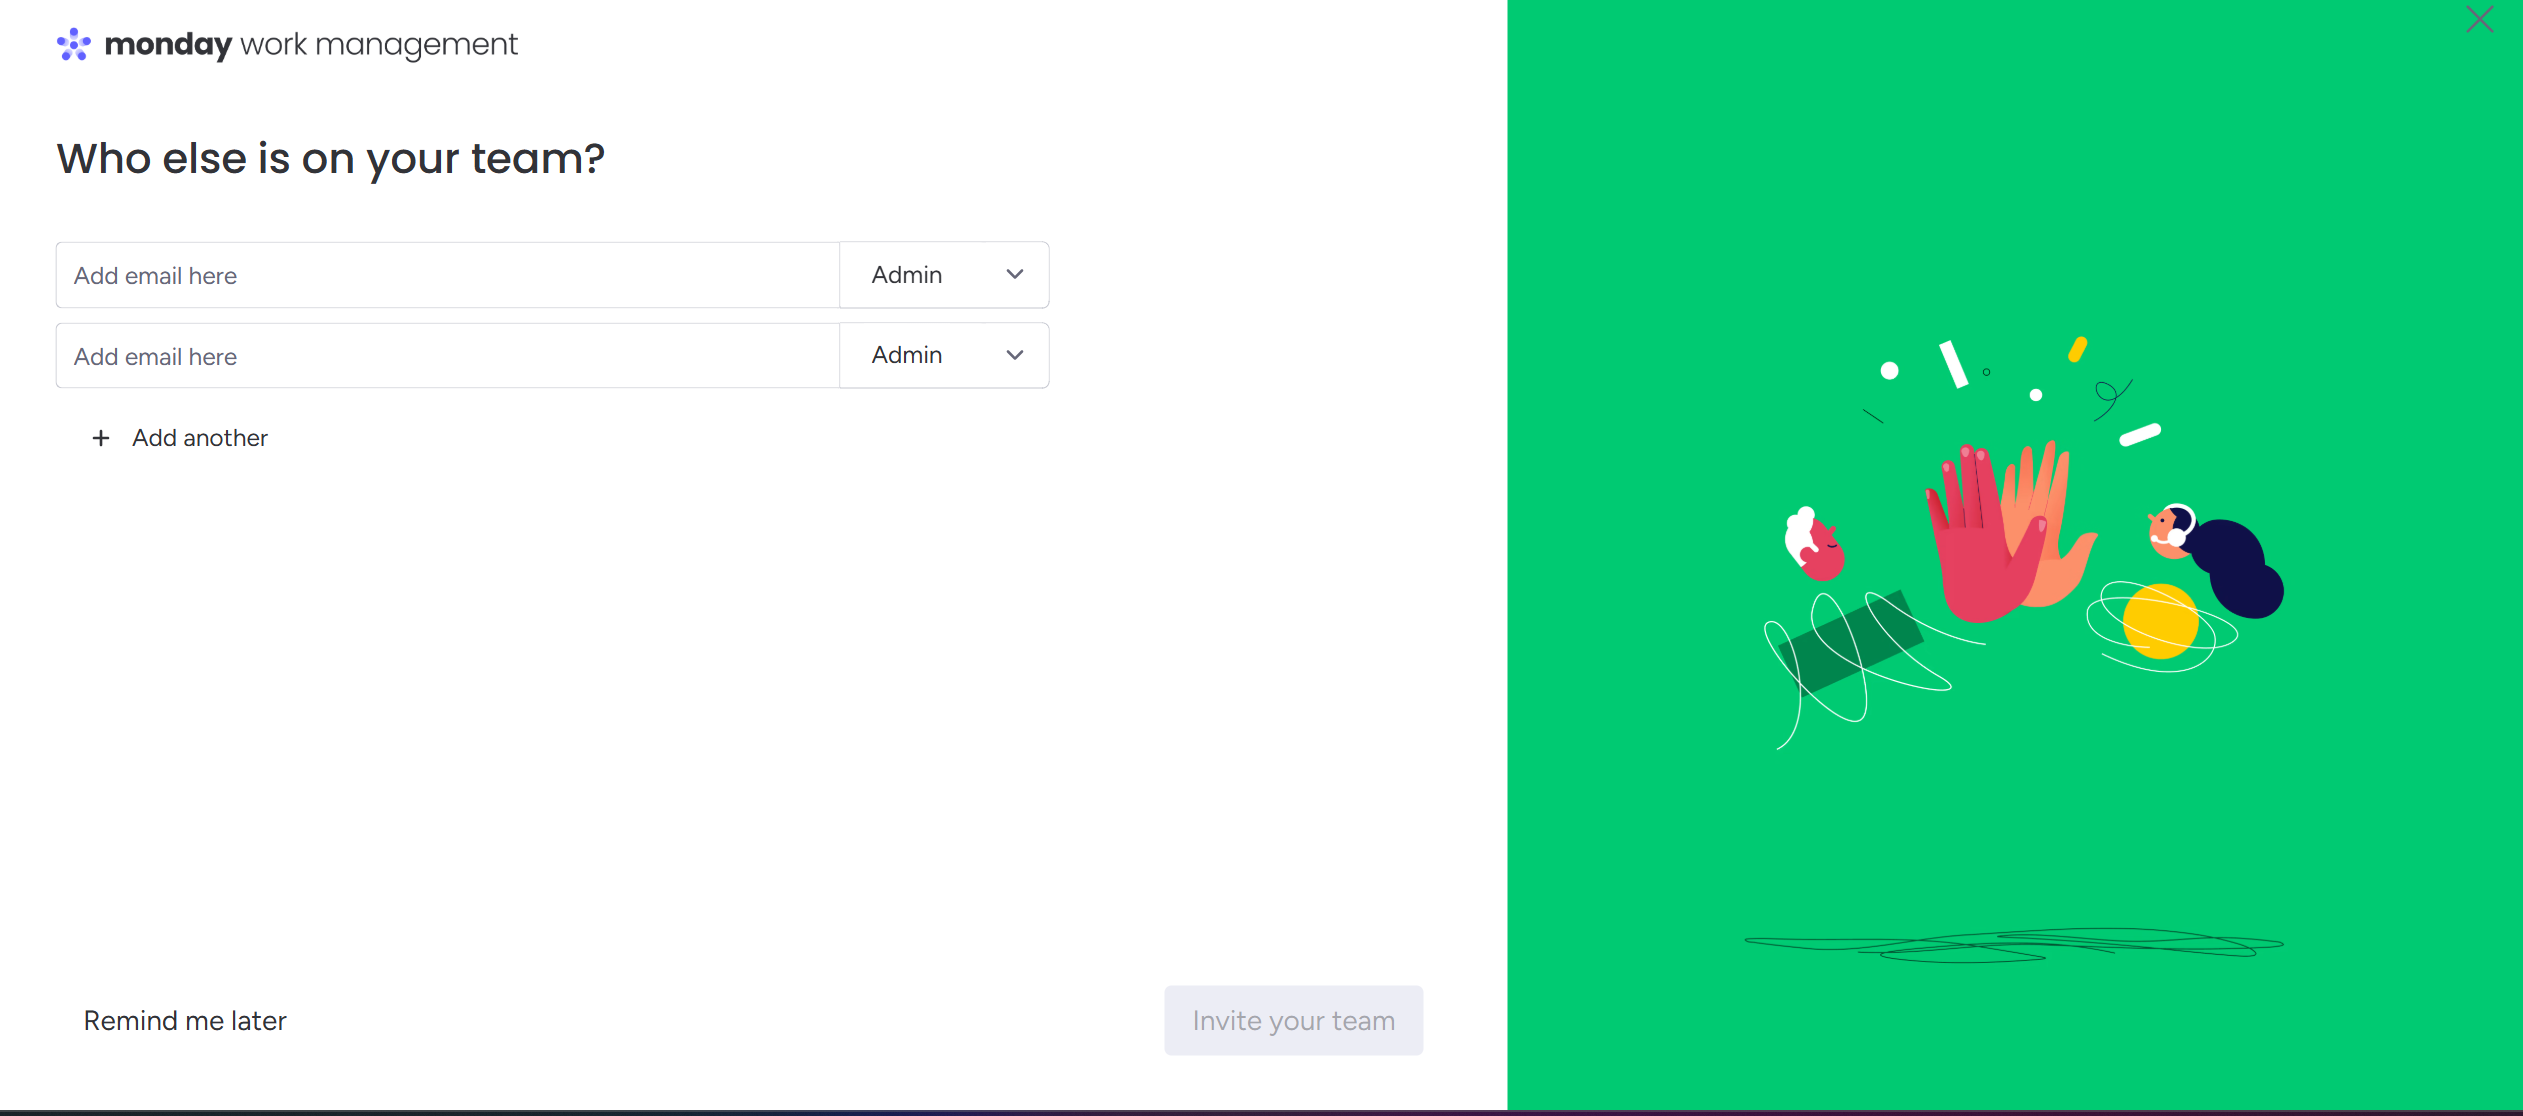 monday work management
Who else is on your team?
Add email here
Admin
Add email here
Admin
+ Add another
Remind me later
Invite your team